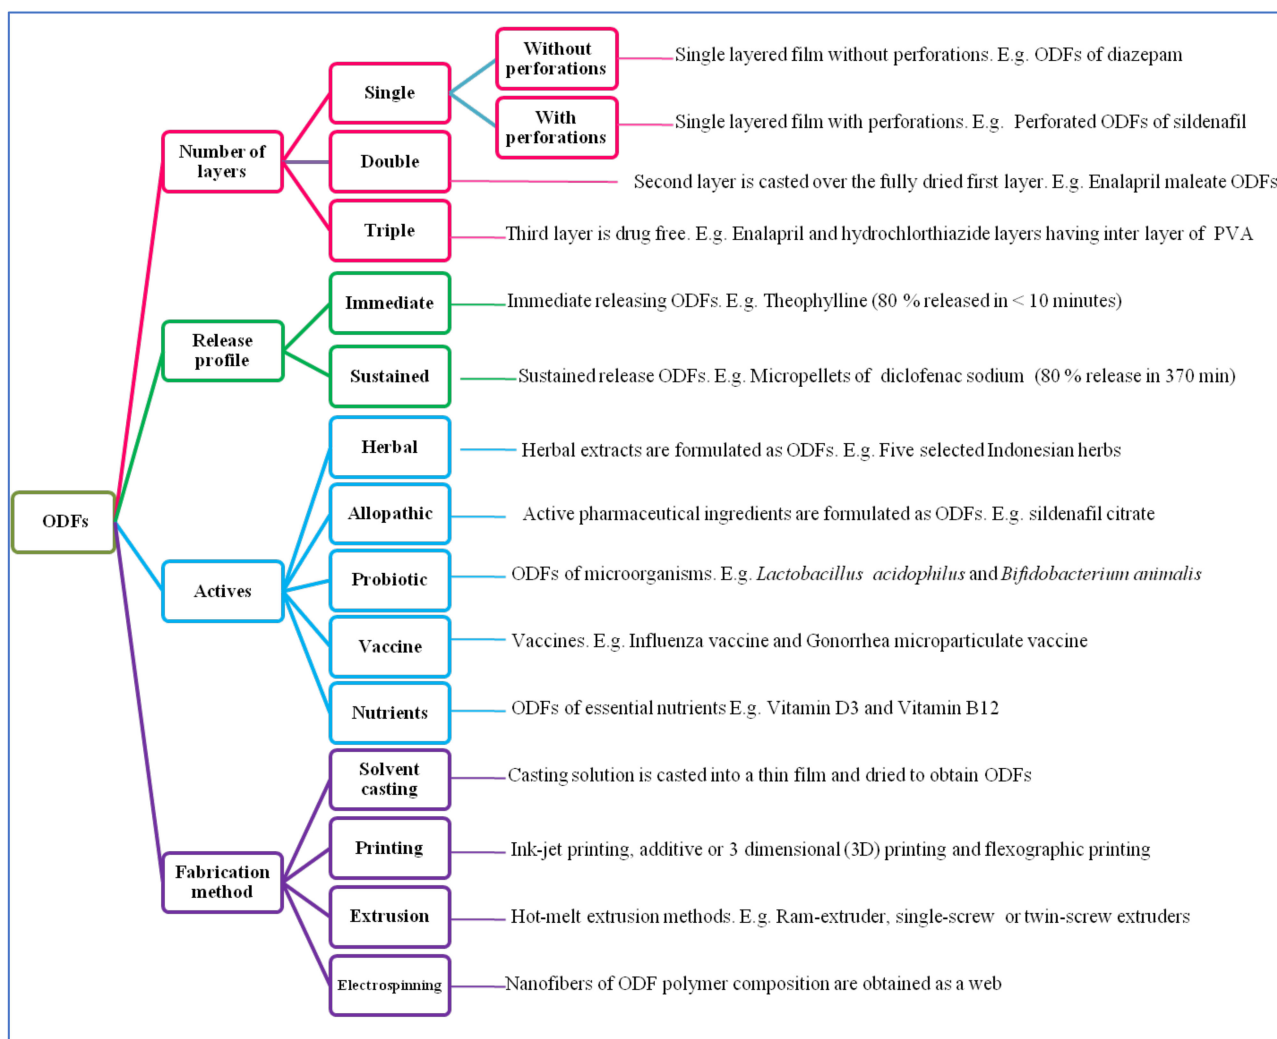 ODFs
Number of
layers
Single
Without
perforations
Single layered film without perforations. E.g. ODFs of diazepam
With
perforations
Single layered film with perforations. E.g. Perforated ODFs of sildenafil
Double
Second layer is casted over the fully dried first layer. E.g. Enalapril maleate ODFs
Triple
Third layer is drug free. E.g. Enalapril and hydrochlorthiazide layers having inter layer of PVA
Release
profile
Immediate
Immediate releasing ODFs. E.g. Theophylline (80 % released in < 10 minutes)
Sustained
Sustained release ODFs. E.g. Micropellets of diclofenac sodium (80 % release in 370 min)
Actives
Herbal
Herbal extracts are formulated as ODFs. E.g. Five selected Indonesian herbs
Allopathic
Active pharmaceutical ingredients are formulated as ODFs. E.g. sildenafil citrate
Probiotic
ODFs of microorganisms. E.g. Lactobacillus acidophilus and Bifidobacterium animalis
Vaccine
Vaccines. E.g. Influenza vaccine and Gonorrhea microparticulate vaccine
Nutrients
ODFs of essential nutrients E.g. Vitamin D3 and Vitamin B12
Fabrication
method
Solvent
casting
Casting solution is casted into a thin film and dried to obtain ODFs
Printing
Ink-jet printing, additive or 3 dimensional (3D) printing and flexographic printing
Extrusion
Hot-melt extrusion methods. E.g. Ram-extruder, single-screw or twin-screw extruders
Electrospinning
Nanofibers of ODF polymer composition are obtained as a web